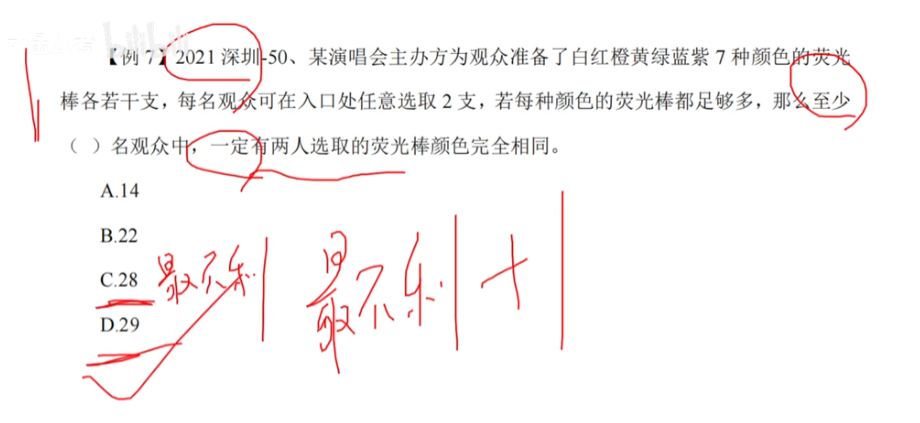 【例 7】2021 深圳-50、某演唱会主办方为观众准备了白红橙黄绿蓝紫 7 种颜色的荧光
棒各若干支，每名观众可在入口处任意选取 2 支，若每种颜色的荧光棒都足够多，那么至少
（ ）名观众中，一定有两人选取的荧光棒颜色完全相同。
A.14
B.22
C.28 最不利
D.29
最不利 + 1